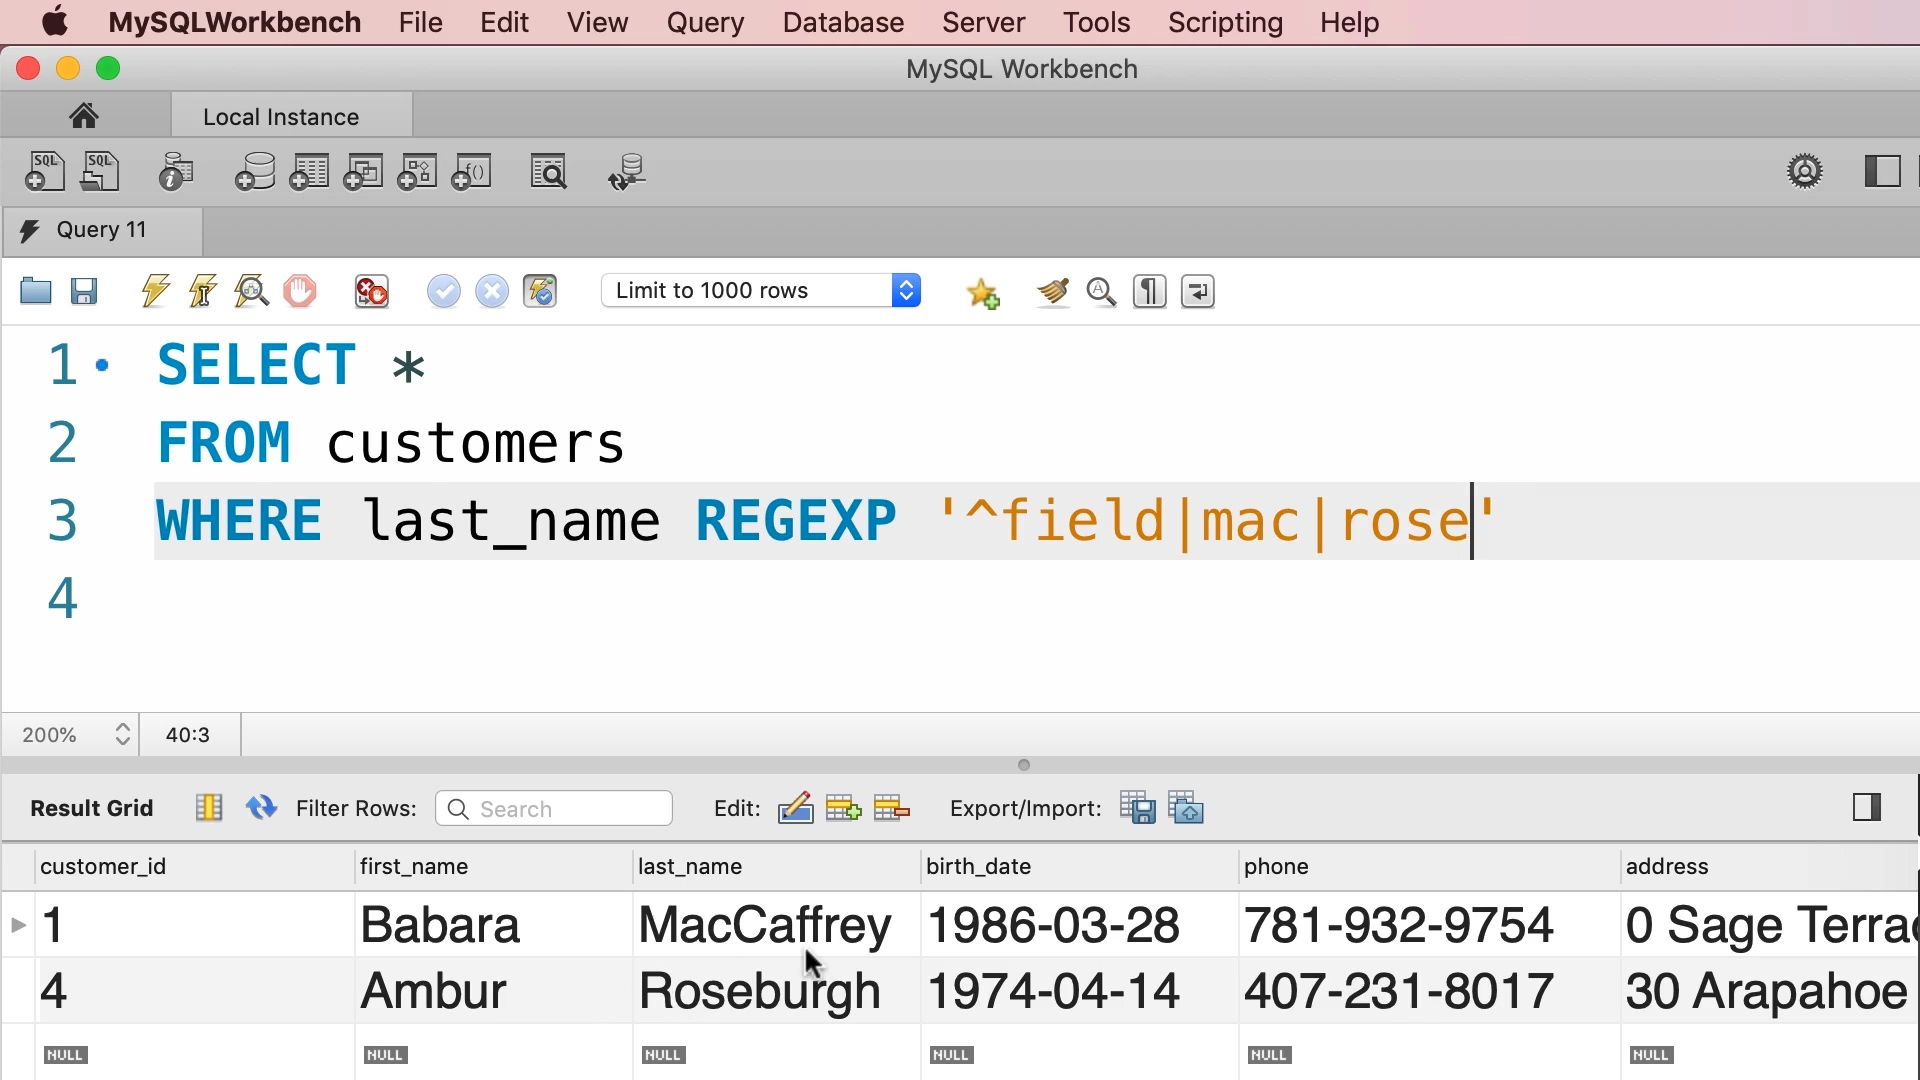 MySQLWorkbench File Edit View Query Database Server Tools Scripting Help
MySQL Workbench
Local Instance
SQL SQL
Query 11
Limit to 1000 rows
1 SELECT *
2 FROM customers
3 WHERE last_name REGEXP '^field|mac|rose'
4
200% 40:3
Result Grid Filter Rows: Search Edit: Export/Import:
customer_id first_name last_name birth_date phone address
1 Babara MacCaffrey 1986-03-28 781-932-9754 0 Sage Terrac
4 Ambur Roseburgh 1974-04-14 407-231-8017 30 Arapahoe
NULL NULL NULL NULL NULL NULL